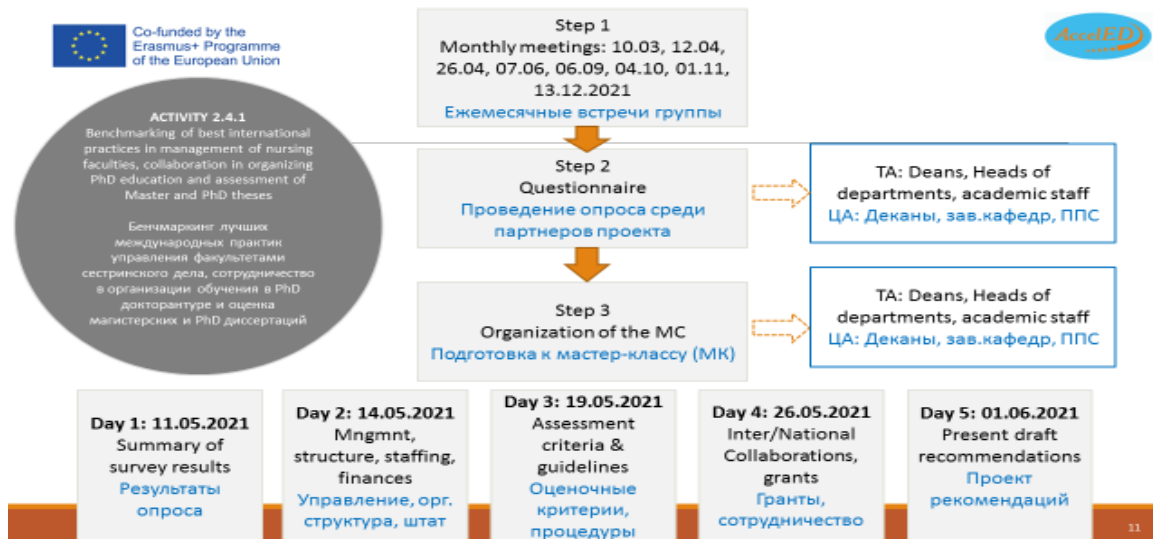 Co-funded by the
Erasmus+ Programme
of the European Union
AccelED
ACTIVITY 2.4.1
Benchmarking of best international
practices in management of nursing
faculties, collaboration in organizing
PhD education and assessment of
Master and PhD theses
Бенчмаркинг лучших
международных практик
управления факультетами
сестринского дела, сотрудничество
в организации обучения в PhD
докторантуре и оценка
магистерских и PhD диссертаций
Step 1
Monthly meetings: 10.03, 12.04,
26.04, 07.06, 06.09, 04.10, 01.11,
13.12.2021
Ежемесячные встречи группы
Step 2
Questionnaire
Проведение опроса среди
партнеров проекта
TA: Deans, Heads of
departments, academic staff
ЦА: Деканы, зав.кафедр, ППС
Step 3
Organization of the MC
Подготовка к мастер-классу (МК)
TA: Deans, Heads of
departments, academic staff
ЦА: Деканы, зав.кафедр, ППС
Day 1: 11.05.2021
Summary of
survey results
Результаты
опроса
Day 2: 14.05.2021
Mngmnt,
structure, staffing,
finances
Управление, орг.
структура, штат
Day 3: 19.05.2021
Assessment
criteria &
guidelines
Оценочные
критерии,
процедуры
Day 4: 26.05.2021
Inter/National
Collaborations,
grants
Гранты,
сотрудничество
Day 5: 01.06.2021
Present draft
recommendations
Проект
рекомендаций
11